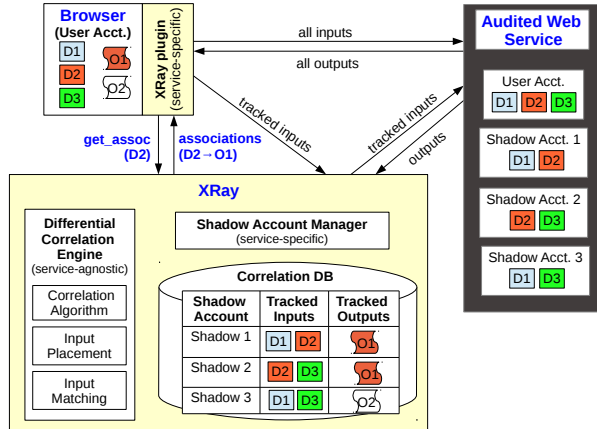 Browser
(User Acct.)
D1
D2
D3
O1
O2
XRay plugin
(service-specific)
all inputs
all outputs
Audited Web
Service
User Acct.
D1 D2 D3
Shadow Acct. 1
D1 D2
Shadow Acct. 2
D2 D3
Shadow Acct. 3
D1 D3
get_assoc
(D2)
associations
(D2→O1)
tracked inputs
tracked inputs
outputs
XRay
Differential
Correlation
Engine
(service-agnostic)
Correlation
Algorithm
Input
Placement
Input
Matching
Shadow Account Manager
(service-specific)
Correlation DB
Shadow
Account
Tracked
Inputs
Tracked
Outputs
Shadow 1 D1 D2 O1
Shadow 2 D2 D3 O1
Shadow 3 D1 D3 O2